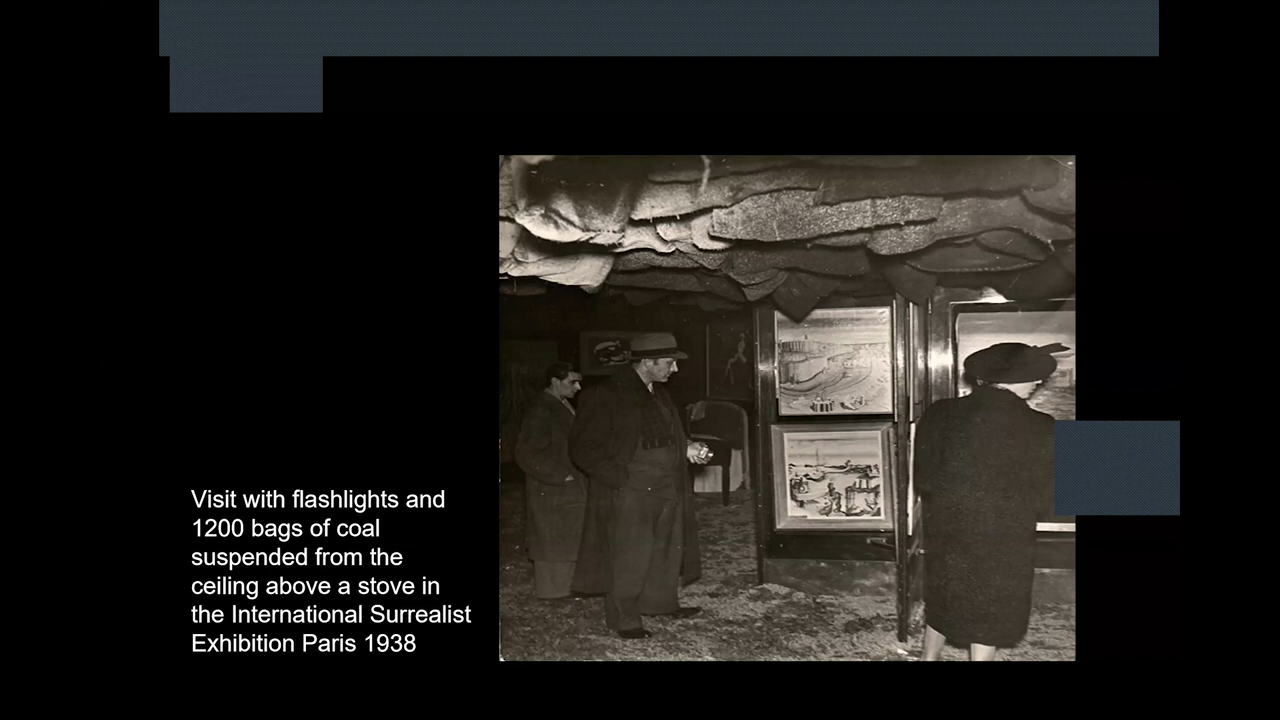 Visit with flashlights and
1200 bags of coal
suspended from the
ceiling above a stove in
the International Surrealist
Exhibition Paris 1938